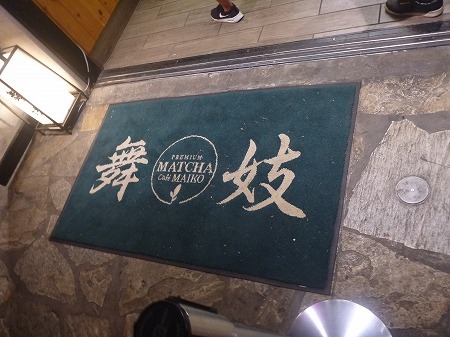 舞妓
PREMIUM
MATCHA
Café MAIKO